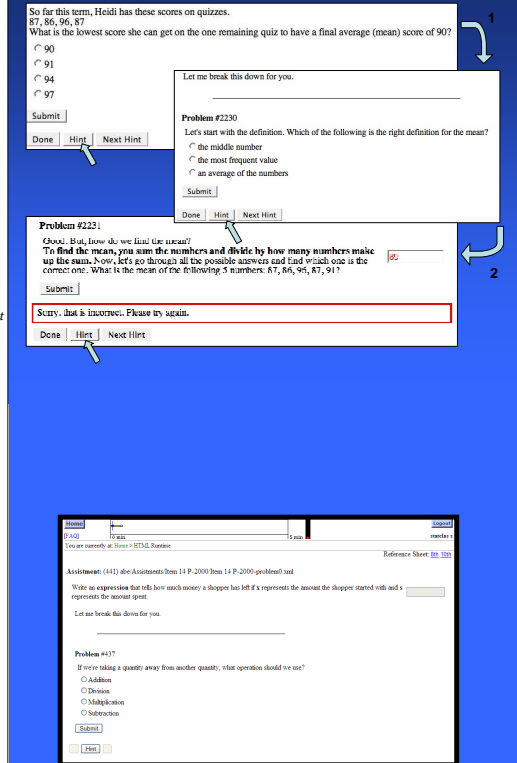 So far this term, Heidi has these scores on quizzes.
87, 86, 96, 87
What is the lowest score she can get on the one remaining quiz to have a final average (mean) score of 90?
90
91
94
97
Submit
Done Hint Next Hint
1
Let me break this down for you.
Problem #2230
Let's start with the definition. Which of the following is the right definition for the mean?
the middle number
the most frequent value
an average of the numbers
Submit
Done Hint Next Hint
2
Problem #2231
Good. But, how do we find the mean?
To find the mean, you sum the numbers and divide by how many numbers make
up the sum. Now, let's go through all the possible answers and find which one is the
correct one. What is the mean of the following 5 numbers: 87, 86, 96, 87, 91?
Submit
Sorry, that is incorrect. Please try again.
Done Hint Next Hint
t
Home
Logout
[FAQ] 0 min 5 min
You are currently at: Home > HTML Runtime
Reference Sheet: 8th 10th
Assistment: (441) abe/Assistments/Item 14 P-2000/Item 14 P-2000-problem0.xml
Write an expression that tells how much money a shopper has left if x represents the amount the shopper started with and s
represents the amount spent.
Let me break this down for you.
Problem #437
If we're taking a quantity away from another quantity, what operation should we use?
Addition
Division
Multiplication
Subtraction
Submit
Hint